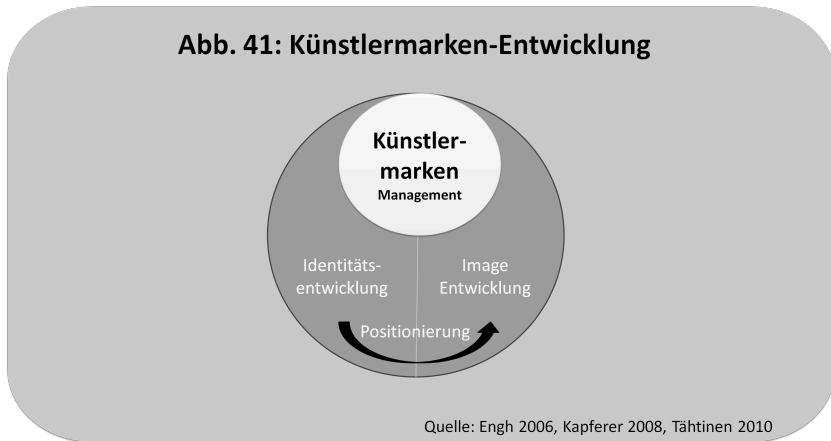 Abb. 41: Künstlermarken-Entwicklung
Künstler-
marken
Management
Identitäts-
entwicklung
Image
Entwicklung
Positionierung
Quelle: Engh 2006, Kapferer 2008, Tähtinen 2010